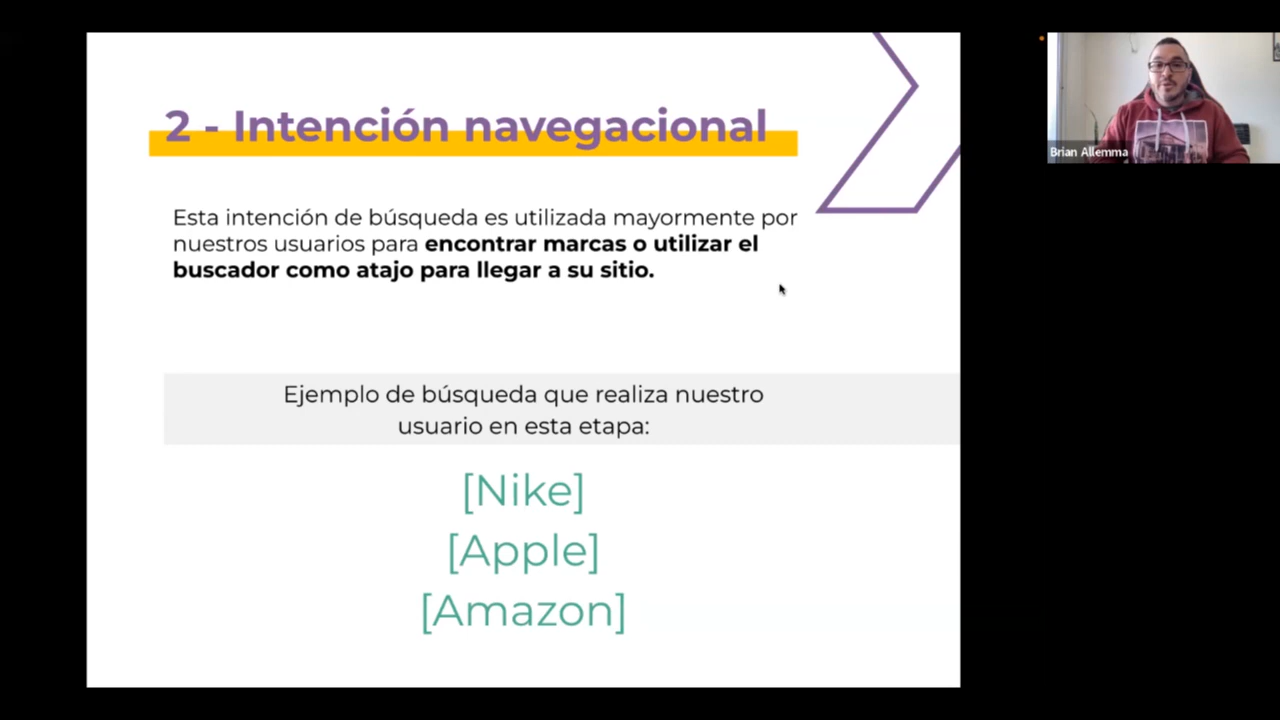 2 - Intención navegacional
Esta intención de búsqueda es utilizada mayormente por
nuestros usuarios para encontrar marcas o utilizar el
buscador como atajo para llegar a su sitio.
Ejemplo de búsqueda que realiza nuestro
usuario en esta etapa:
[Nike]
[Apple]
[Amazon]
Brian Allemma